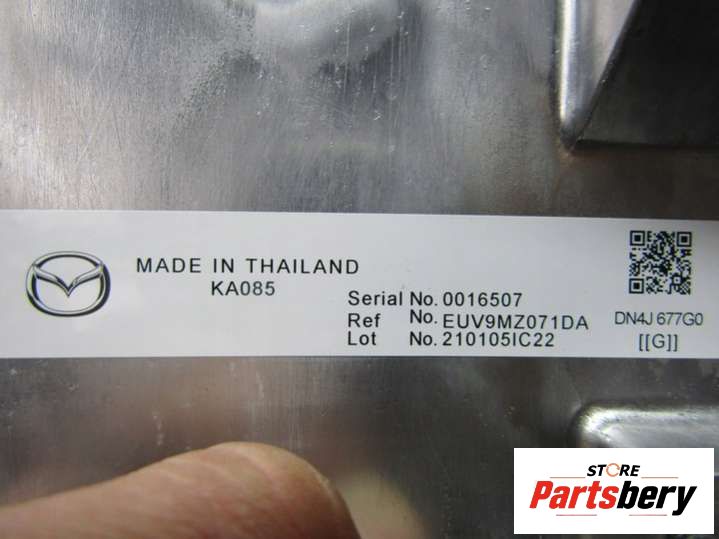 MADE IN THAILAND
KA085
Serial No. 0016507
Ref No. EUV9MZ071DA
Lot No. 210105IC22
DN4J 677G0
[[G]]
STORE
Partsbery